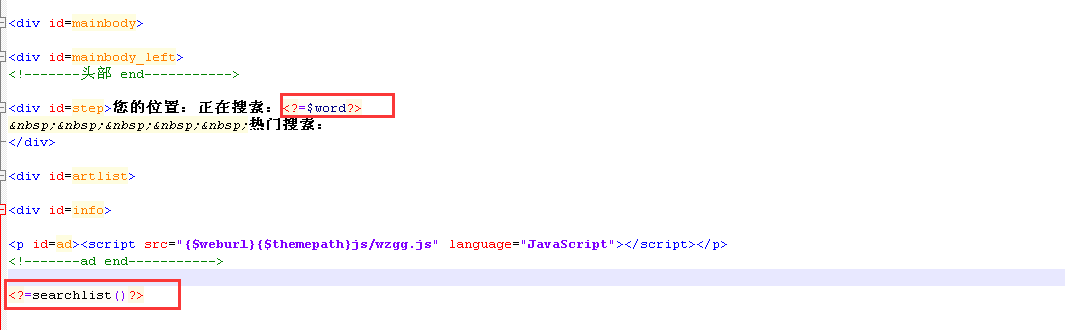 <div id=mainbody>
<div id=mainbody_left>
<!-------头部 end----------->
<div id=step>您的位置：正在搜索：<?=$word?>
&nbsp;&nbsp;&nbsp;&nbsp;&nbsp;热门搜索：
</div>
<div id=artlist>
<div id=info>
<p id=ad><script src="{$weburl}{$themepath}js/wzgg.js" language="JavaScript"></script></p>
<!-------ad end----------->
<?=searchlist()?>